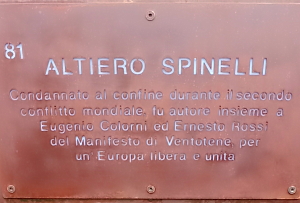 81
ALTIERO SPINELLI
Condannato al confine durante il secondo
conflitto mondiale, fu autore insieme a
Eugenio Colorni ed Ernesto Rossi
del Manifesto di Ventotene, per
un'Europa libera e unita